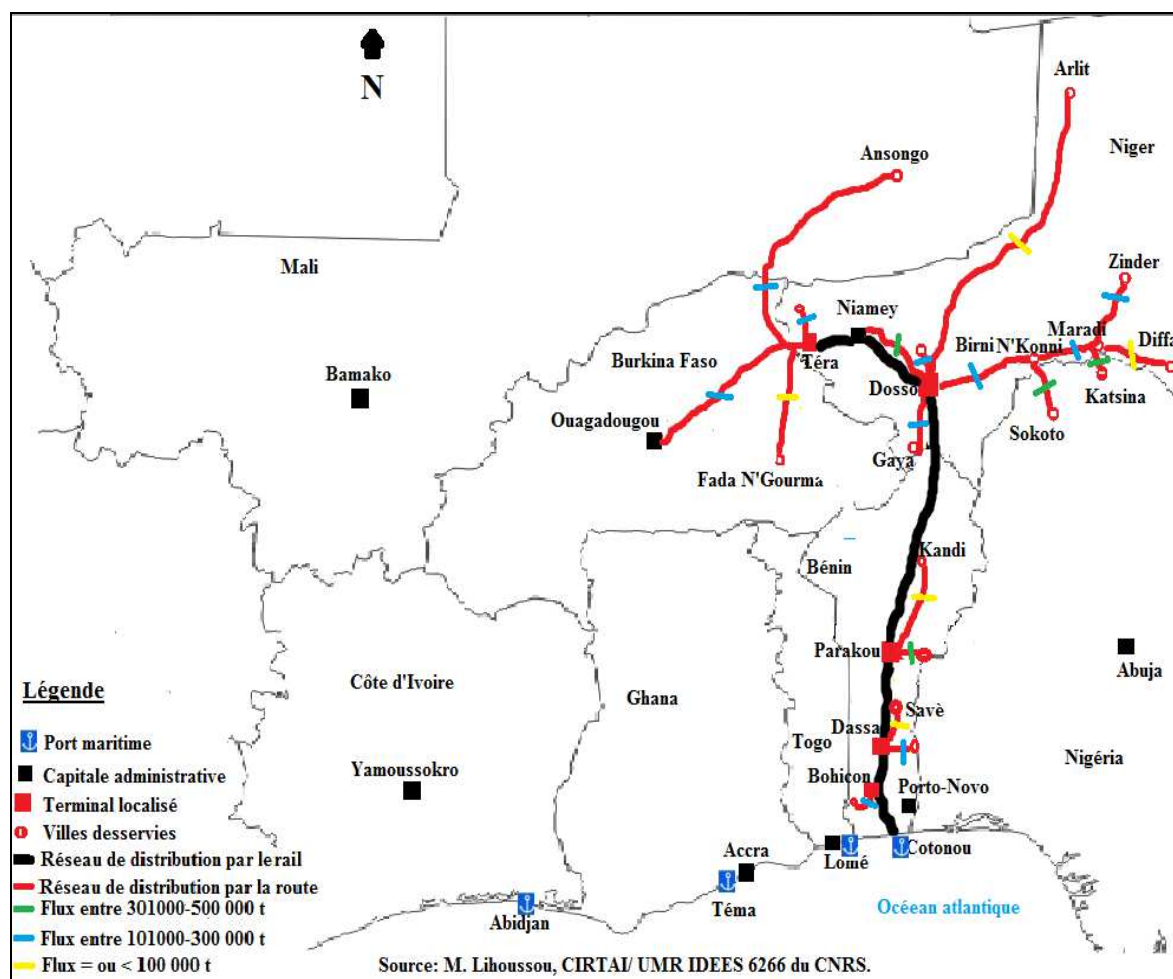 N
Arlit
Niger
Ansongo
Zinder
Mali
Niamey
Maradi
Diffa
Birni N'Konni
Burkina Faso
Téra
Bamako
Dosso
Katsina
Ouagadougou
Sokoto
Gaya
Fada N'Gourma
Kandi
Bénin
Parakou
Abuja
Légende
Côte d'Ivoire
Ghana
Savè
Dassa
Togo
Port maritime
Nigéria
Capitale administrative
Yamoussokro
Bohicon
Porto-Novo
Terminal localisé
Villes desservies
Réseau de distribution par le rail
Accra
Lomé
Cotonou
Réseau de distribution par la route
Flux entre 301000-500 000 t
Téma
Océean atlantique
Abidjan
Flux entre 101000-300 000 t
Flux = ou < 100 000 t
Source: M. Lihoussou, CIRTAI/ UMR IDEES 6266 du CNRS.